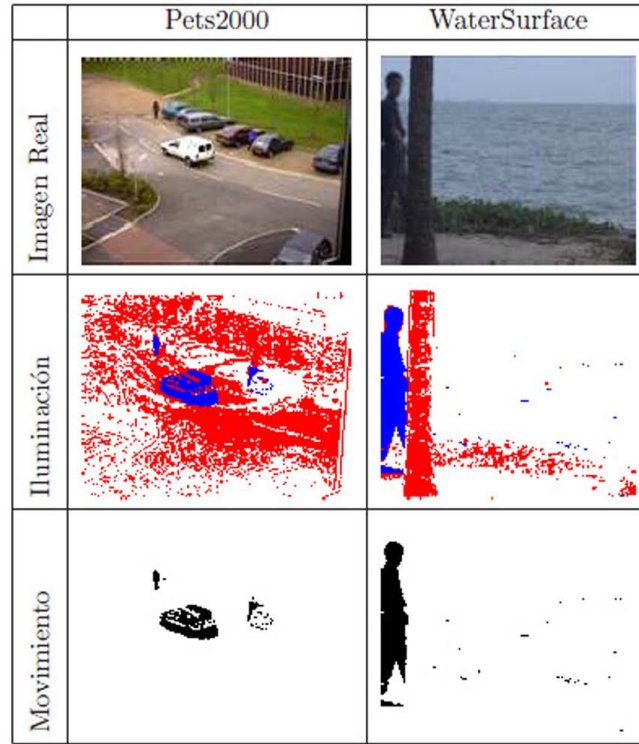 Pets2000
WaterSurface
Imagen Real
Iluminación
Movimiento